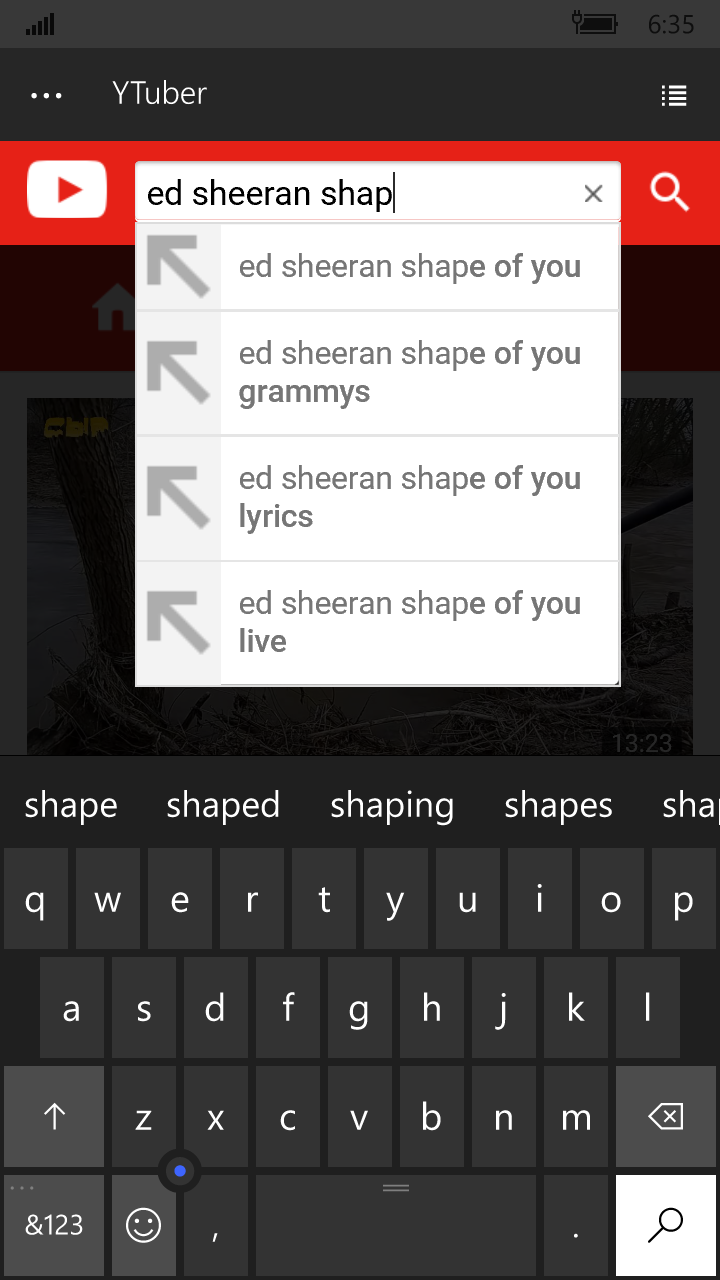 6:35
YTuber
ed sheeran shap
ed sheeran shape of you
ed sheeran shape of you
grammys
ed sheeran shape of you
lyrics
ed sheeran shape of you
live
13:23
shape shaped shaping shapes shap
q w e r t y u i o p
a s d f g h j k l
z x c v b n m
&123 , .